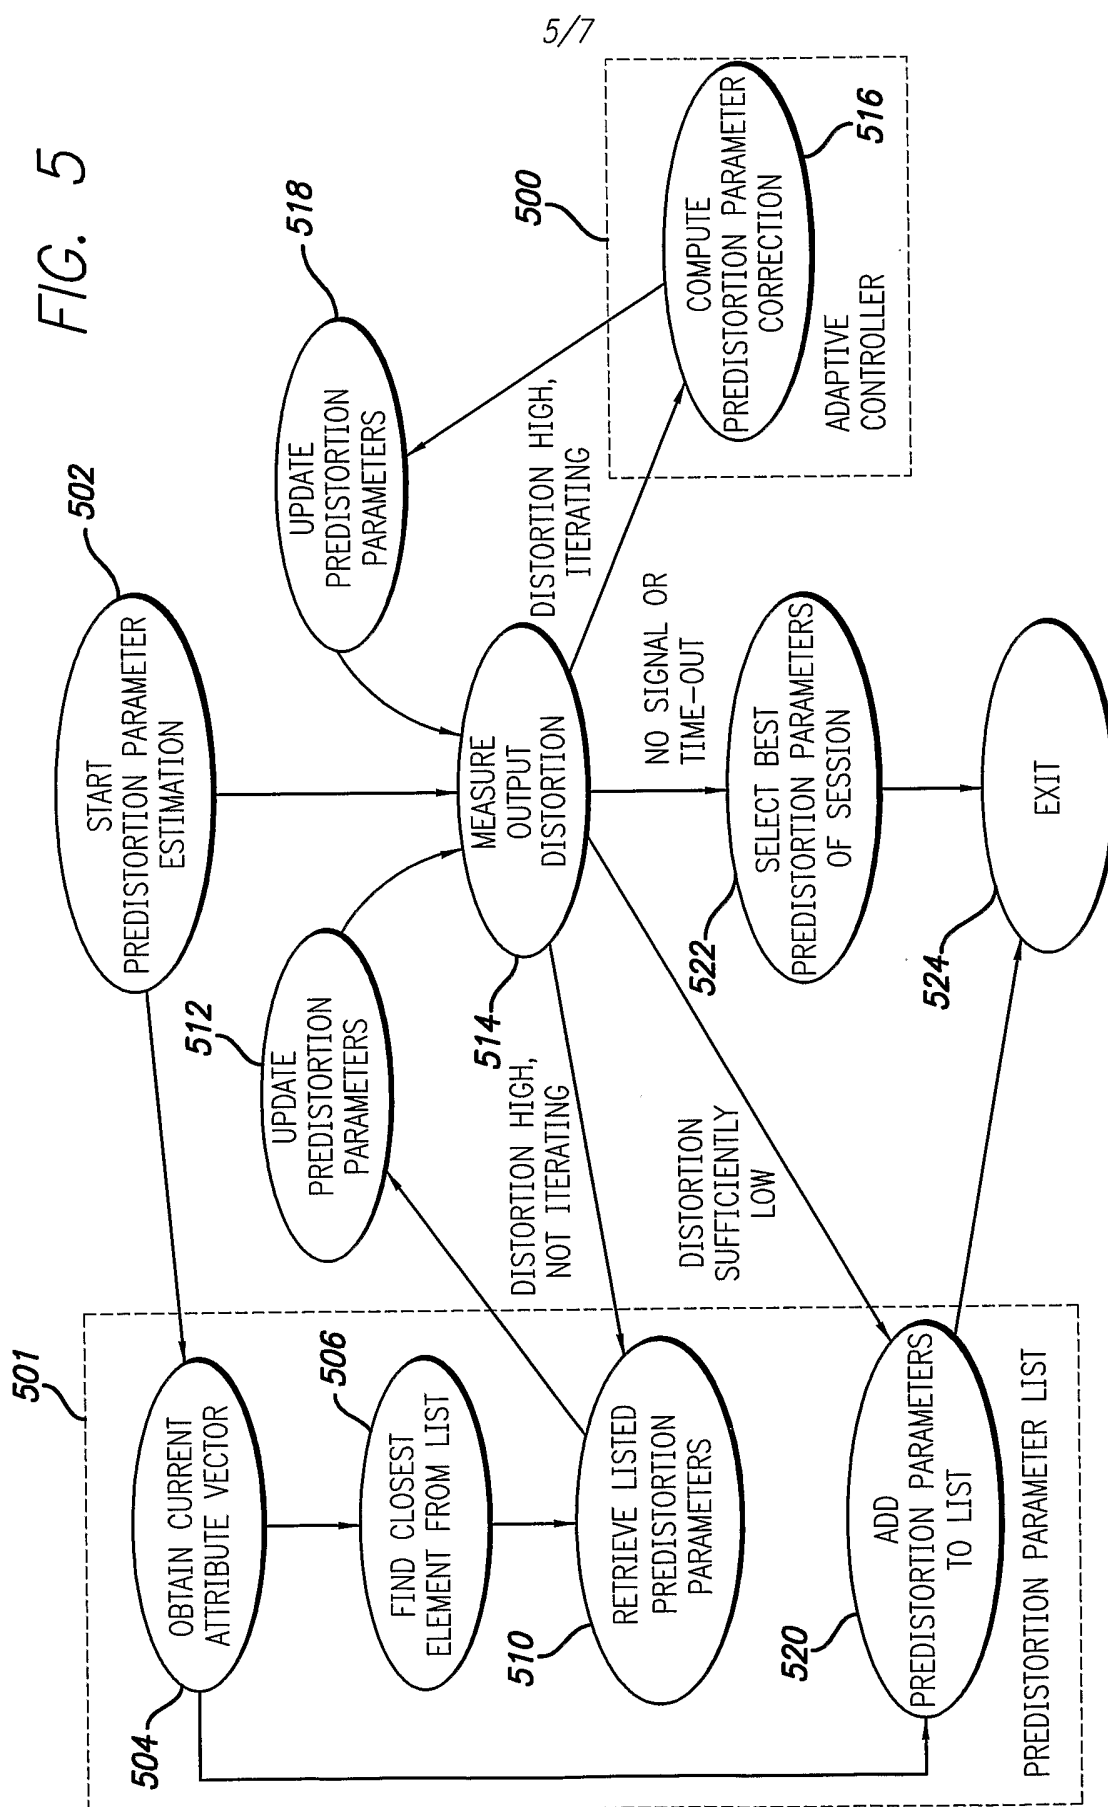 5/7
FIG. 5
502
START
PREDISTORTION PARAMETER
ESTIMATION
501
504
OBTAIN CURRENT
ATTRIBUTE VECTOR
506
FIND CLOSEST
ELEMENT FROM LIST
510
RETRIEVE LISTED
PREDISTORTION
PARAMETERS
512
UPDATE
PREDISTORTION
PARAMETERS
518
UPDATE
PREDISTORTION
PARAMETERS
514
MEASURE
OUTPUT
DISTORTION
DISTORTION HIGH,
NOT ITERATING
DISTORTION HIGH,
ITERATING
500
516
COMPUTE
PREDISTORTION PARAMETER
CORRECTION
ADAPTIVE
CONTROLLER
NO SIGNAL OR
TIME-OUT
DISTORTION
SUFFICIENTLY
LOW
520
ADD
PREDISTORTION PARAMETERS
TO LIST
PREDISTORTION PARAMETER LIST
522
SELECT BEST
PREDISTORTION PARAMETERS
OF SESSION
524
EXIT